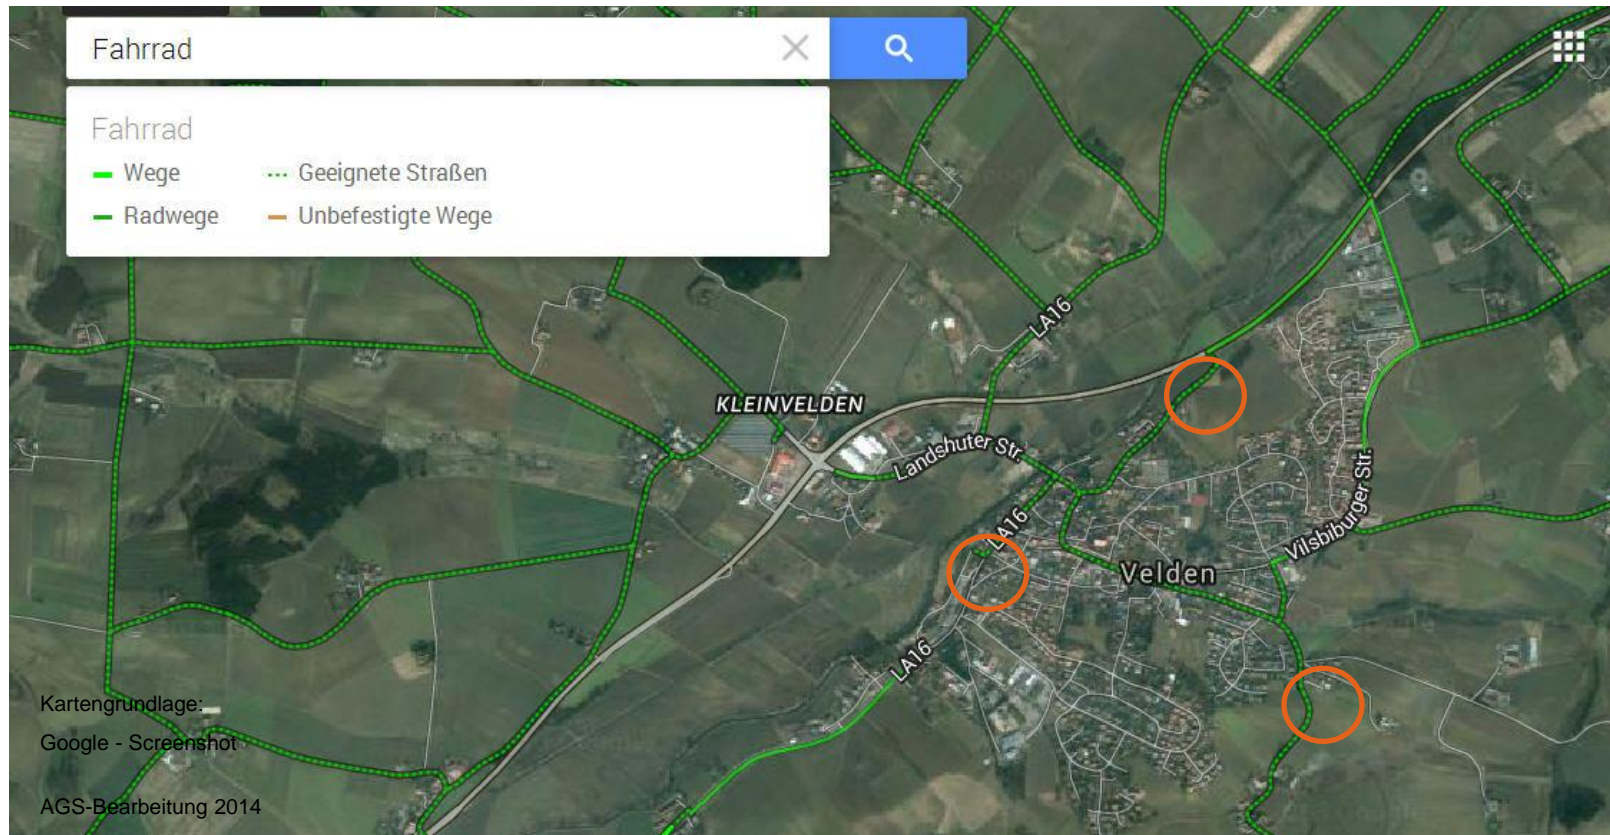 Fahrrad
Fahrrad
Wege
Geeignete Straßen
Radwege
Unbefestigte Wege
LA16
KLEINVELDEN
Landshuter Str.
LA16
Vilsbiburger Str.
Velden
LA16
Kartengrundlage:
Google - Screenshot
AGS-Bearbeitung 2014